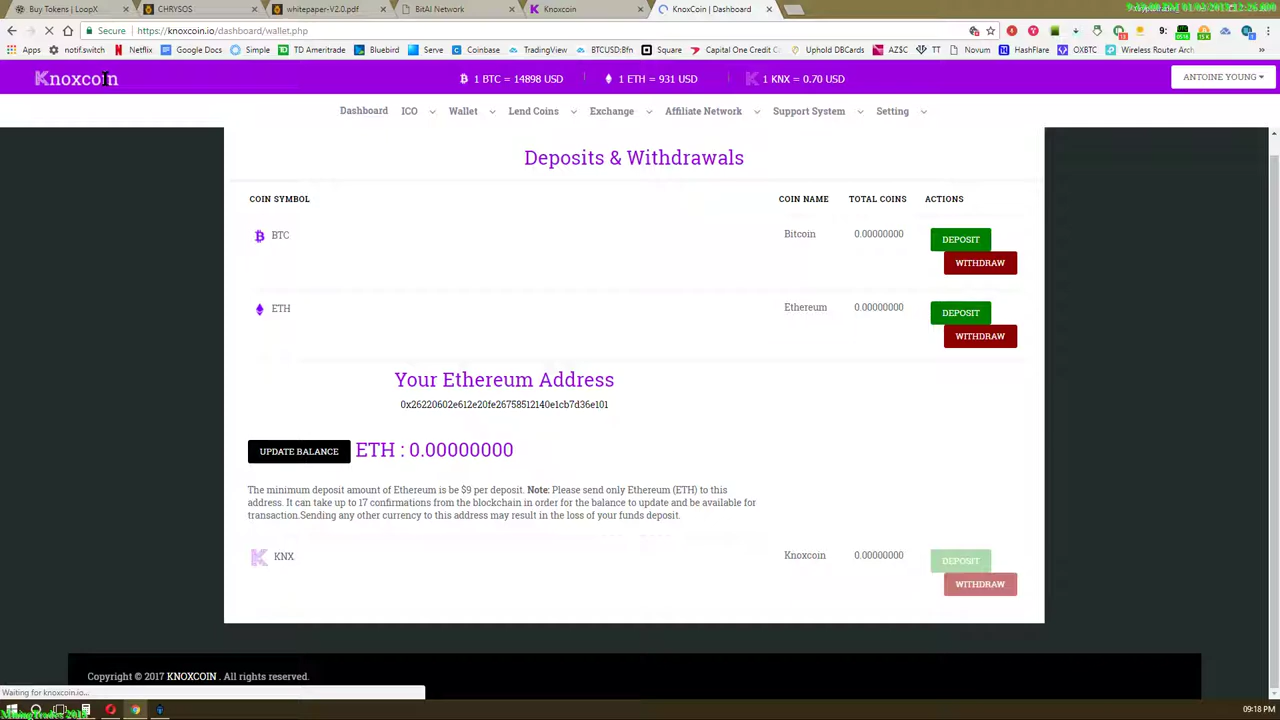 Buy Tokens | LoopX
CHRYSOS
whitepaper-V2.0.pdf
BitAI Network
Knoxcoin
KnoxCoin | Dashboard
Secure
https://knoxcoin.io/dashboard/wallet.php
Apps
notif.switch
Netflix
Google Docs
Simple
TD Ameritrade
Bluebird
Serve
TradingView
BTCUSD:Bfn
Square
Capital One Credit C
Uphold DBCards
AZSC
TT
Novum
HashFlare
OXBTC
Wireless Router Arch
Knoxcoin
1 BTC = 14898 USD
1 ETH = 931 USD
1 KNX = 0.70 USD
ANTOINE YOUNG
Dashboard
ICO
Wallet
Lend Coins
Exchange
Affiliate Network
Support System
Setting
Deposits & Withdrawals
COIN SYMBOL
COIN NAME
TOTAL COINS
ACTIONS
BTC
Bitcoin
0.00000000
DEPOSIT
WITHDRAW
ETH
Ethereum
0.00000000
DEPOSIT
WITHDRAW
Your Ethereum Address
0x26220602e612e20fe26758512140e1cb7d36e101
UPDATE BALANCE
ETH : 0.00000000
The minimum deposit amount of Ethereum is be $9 per deposit. Note: Please send only Ethereum (ETH) to this
address. It can take up to 17 confirmations from the blockchain in order for the balance to update and be available for
transaction.Sending any other currency to this address may result in the loss of your funds deposit.
KNX
Knoxcoin
0.00000000
DEPOSIT
WITHDRAW
Copyright © 2017 KNOXCOIN . All rights reserved.
Waiting for knoxcoin.io...
09:18 PM